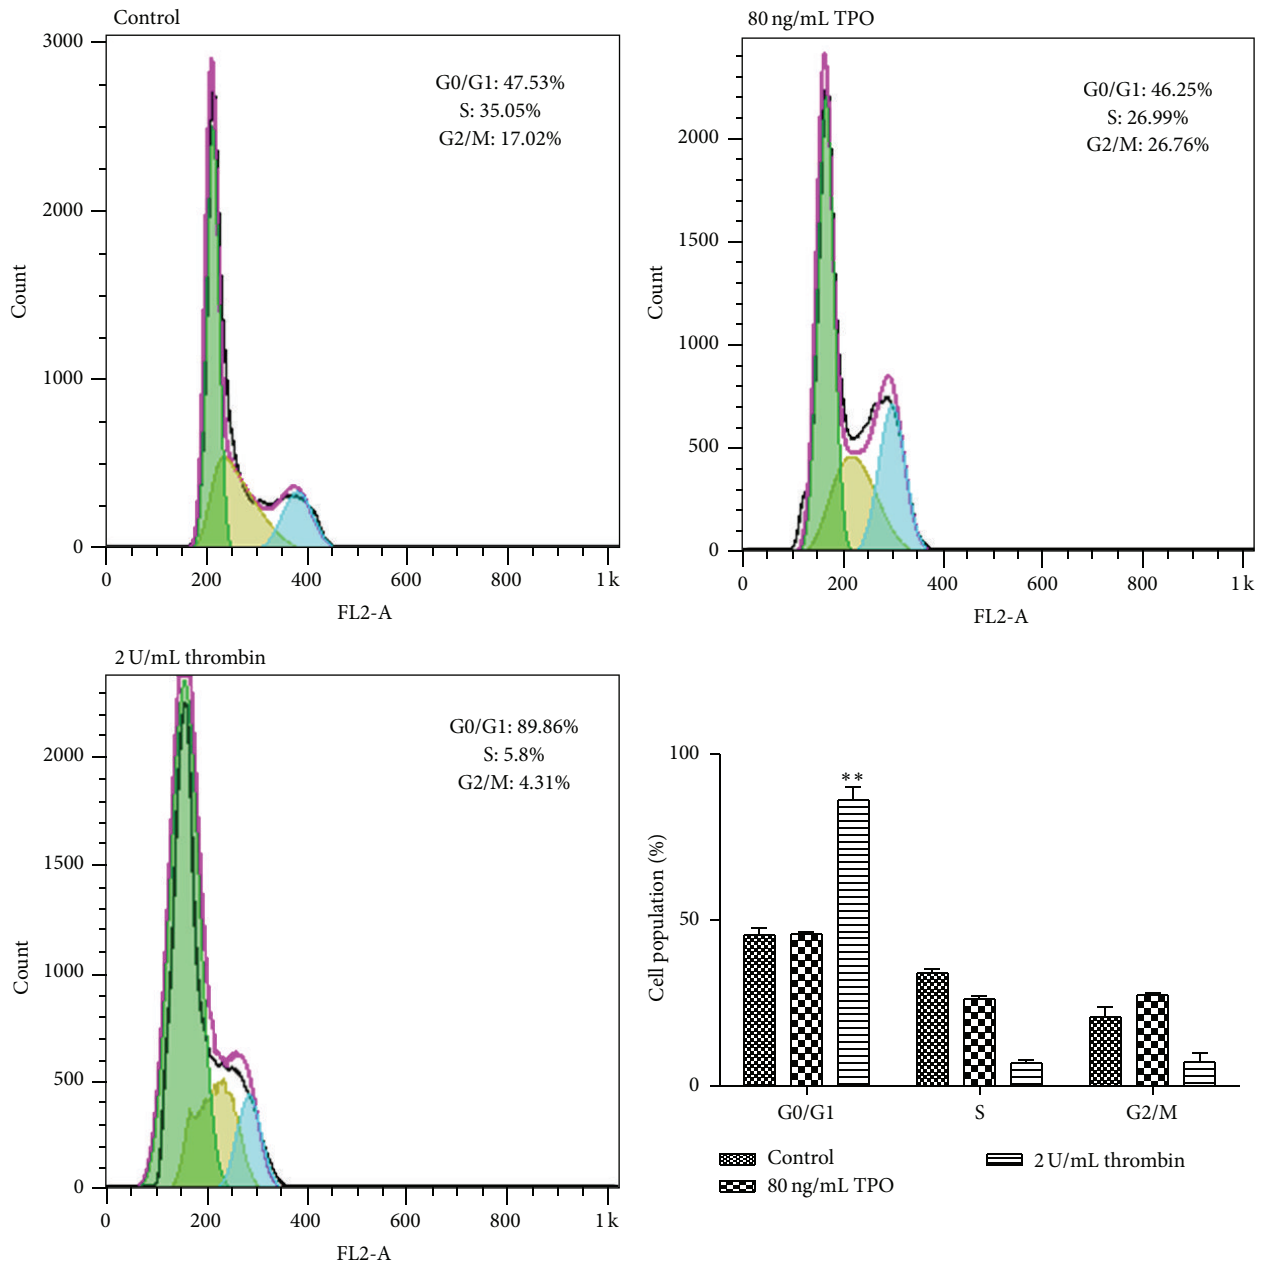 Control
3000
2000
1000
0
Count
G0/G1: 47.53%
S: 35.05%
G2/M: 17.02%
0 200 400 600 800 1 k
FL2-A
80 ng/mL TPO
2000
1500
1000
500
0
Count
G0/G1: 46.25%
S: 26.99%
G2/M: 26.76%
0 200 400 600 800 1 k
FL2-A
2 U/mL thrombin
2000
1500
1000
500
0
Count
G0/G1: 89.86%
S: 5.8%
G2/M: 4.31%
0 200 400 600 800 1 k
FL2-A
100
50
0
Cell population (%)
**
G0/G1 S G2/M
Control
80 ng/mL TPO
2 U/mL thrombin